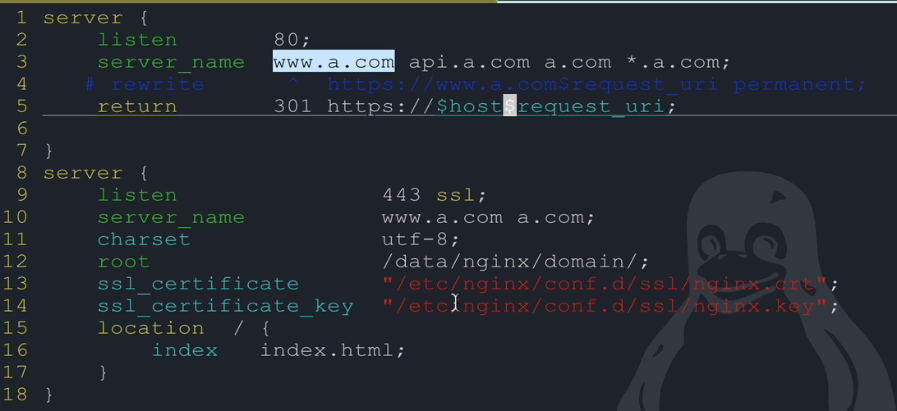 1 server {
2     listen       80;
3     server_name  www.a.com api.a.com a.com *.a.com;
4    # rewrite      ^  https://www.a.com$request_uri permanent;
5     return       301 https://$host$request_uri;
6
7 }
8 server {
9     listen               443 ssl;
10     server_name          www.a.com a.com;
11     charset              utf-8;
12     root                 /data/nginx/domain/;
13     ssl_certificate      "/etc/nginx/conf.d/ssl/nginx.crt";
14     ssl_certificate_key  "/etc/nginx/conf.d/ssl/nginx.key";
15     location  / {
16         index   index.html;
17     }
18 }